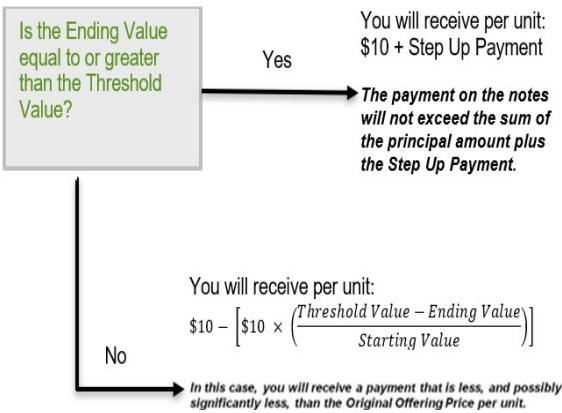 Is the Ending Value
equal to or greater
than the Threshold
Value?
Yes
You will receive per unit:
$10 + Step Up Payment
The payment on the notes
will not exceed the sum of
the principal amount plus
the Step Up Payment.
You will receive per unit:
$10 − [$10 × (Threshold Value − Ending Value / Starting Value)]
No
In this case, you will receive a payment that is less, and possibly
significantly less, than the Original Offering Price per unit.